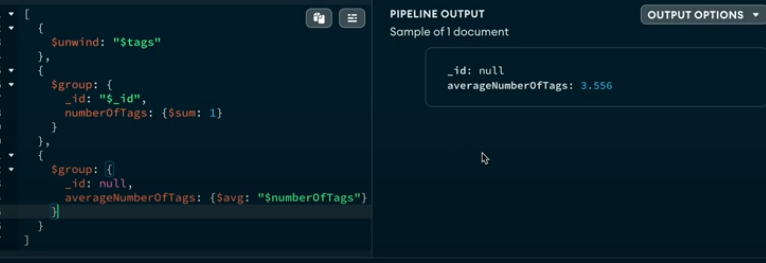 [
{
$unwind: "$tags"
},
{
$group: {
_id: "$_id",
numberOfTags: {$sum: 1}
}
},
{
$group: {
_id: null,
averageNumberOfTags: {$avg: "$numberOfTags"}
}
}
]
PIPELINE OUTPUT
OUTPUT OPTIONS
Sample of 1 document
_id: null
averageNumberOfTags: 3.556